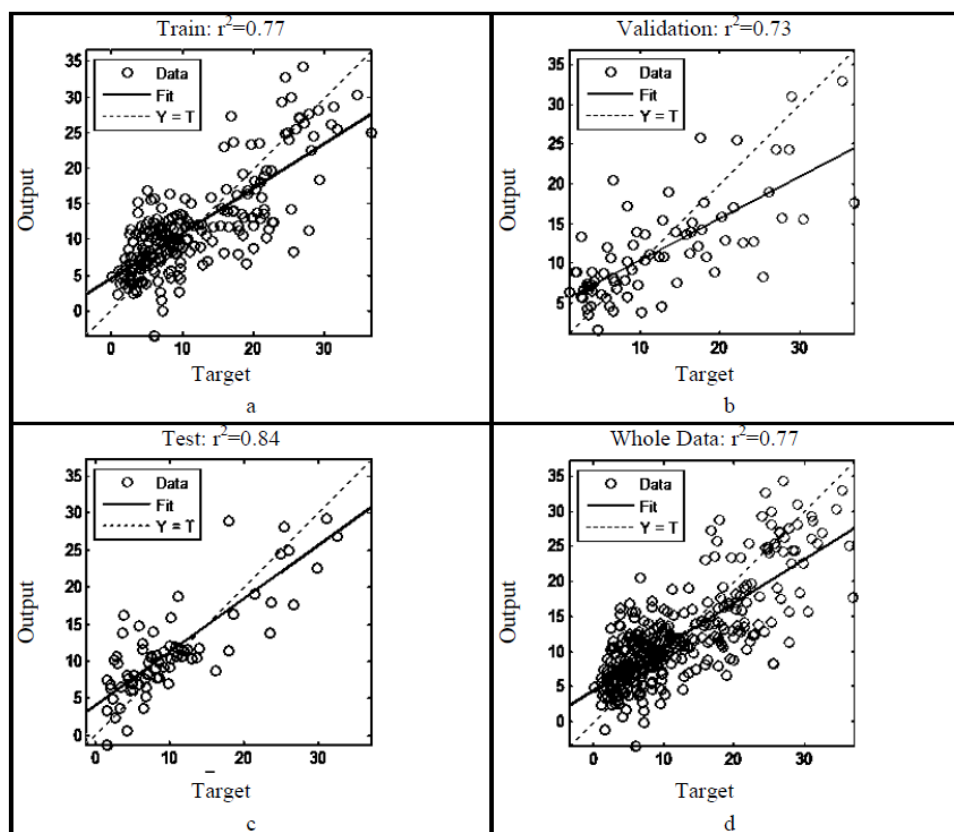 Train: r²=0.77
35
30
25
20
15
10
5
0
Data
Fit
Y = T
Output
0
10
20
30
Target
a
Validation: r²=0.73
35
30
25
20
15
10
5
Data
Fit
Y = T
Output
10
20
30
Target
b
Test: r²=0.84
35
30
25
20
15
10
5
0
Data
Fit
Y = T
Output
0
10
20
30
Target
c
Whole Data: r²=0.77
35
30
25
20
15
10
5
0
Data
Fit
Y = T
Output
0
10
20
30
Target
d